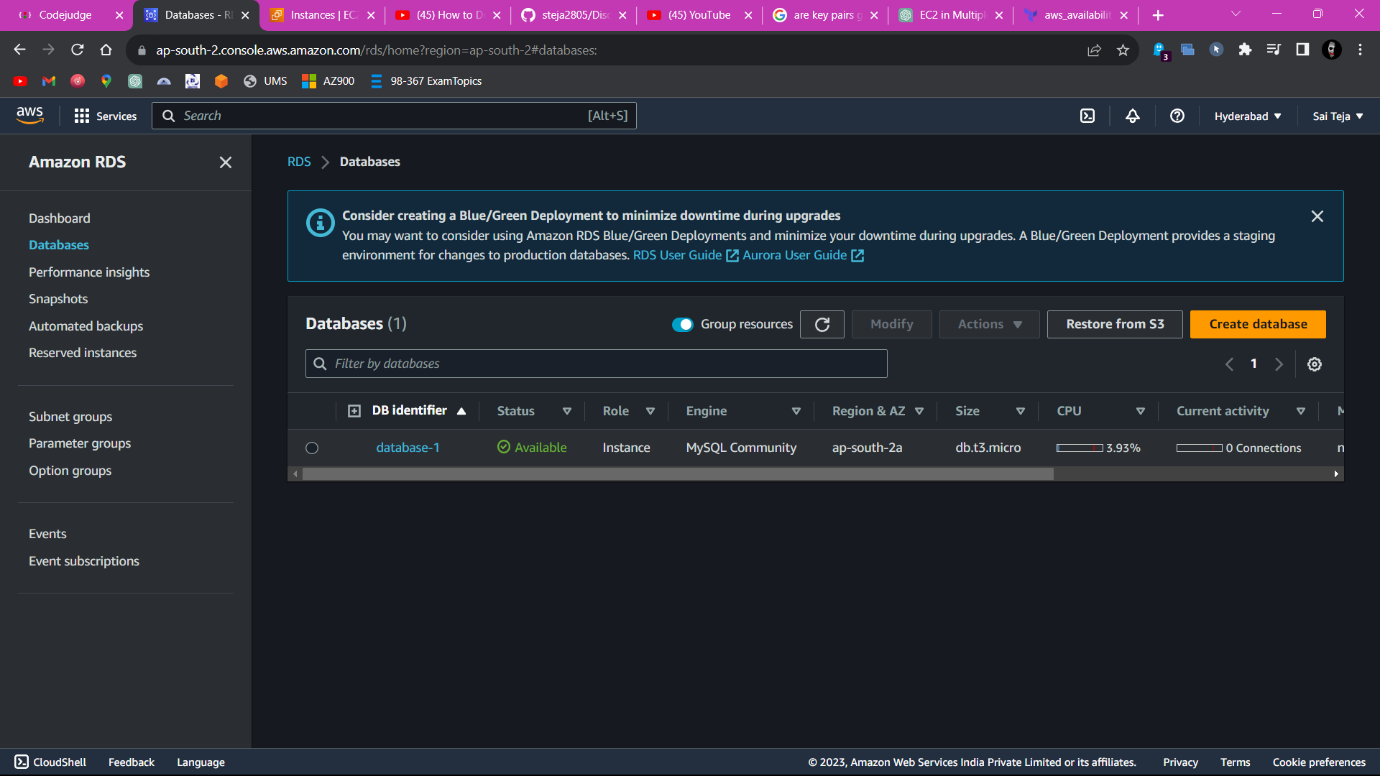 Codejudge
Databases - R
Instances | EC
(45) How to D
steja2805/Disc
(45) YouTube
are key pairs g
EC2 in Multipl
aws_availabilit
ap-south-2.console.aws.amazon.com/rds/home?region=ap-south-2#databases:
3
UMS
AZ900
98-367 ExamTopics
aws
Services
Search
[Alt+S]
Hyderabad
Sai Teja
Amazon RDS
Dashboard
Databases
Performance insights
Snapshots
Automated backups
Reserved instances
Subnet groups
Parameter groups
Option groups
Events
Event subscriptions
RDS
Databases
Consider creating a Blue/Green Deployment to minimize downtime during upgrades
You may want to consider using Amazon RDS Blue/Green Deployments and minimize your downtime during upgrades. A Blue/Green Deployment provides a staging
environment for changes to production databases. RDS User Guide Aurora User Guide
Databases (1)
Group resources
Modify
Actions
Restore from S3
Create database
Filter by databases
1
DB identifier Status Role Engine Region & AZ Size CPU Current activity M
database-1 Available Instance MySQL Community ap-south-2a db.t3.micro 3.93% 0 Connections n
CloudShell
Feedback
Language
© 2023, Amazon Web Services India Private Limited or its affiliates.
Privacy
Terms
Cookie preferences